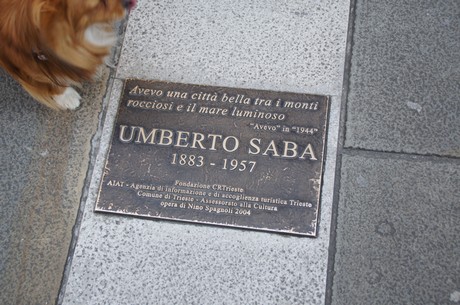 Avevo una città bella tra i monti
rocciosi e il mare luminoso
"Avevo" in "1944"
UMBERTO SABA
1883 - 1957
Fondazione CRTrieste
AIAT - Agenzia di informazione e di accoglienza turistica Trieste
Comune di Trieste - Assessorato alla Cultura
opera di Nino Spagnoli 2004